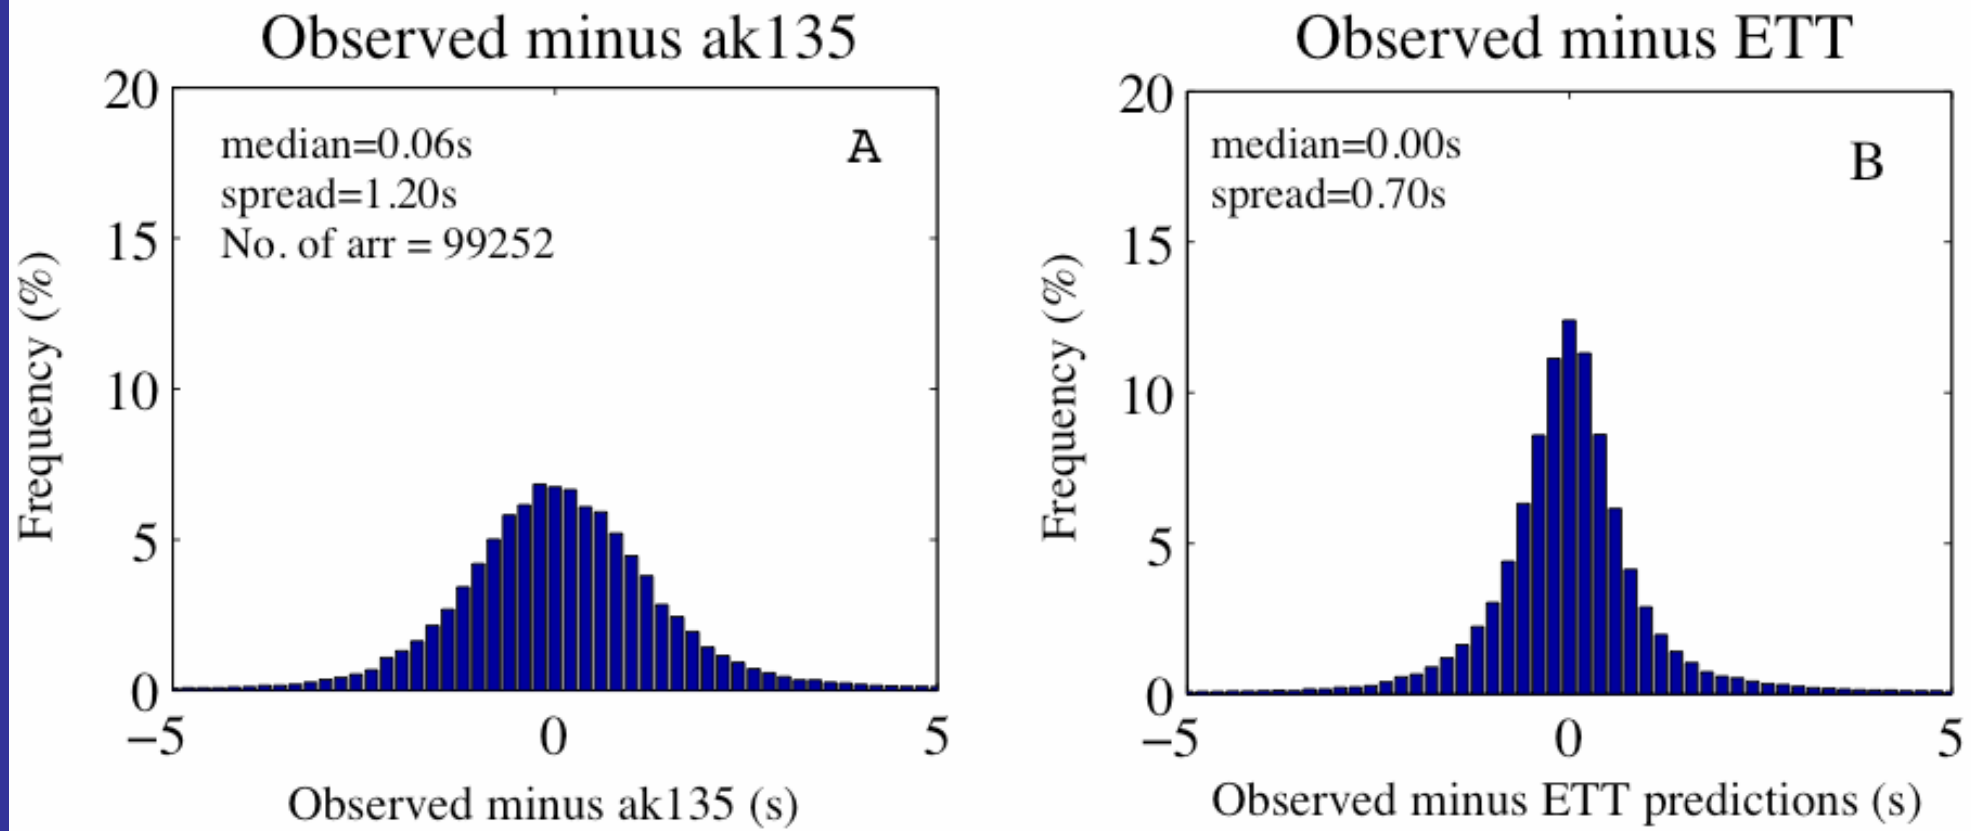 Observed minus ak135
20
15
10
5
0
−5
0
5
median=0.06s
spread=1.20s
No. of arr = 99252
A
Frequency (%)
Observed minus ak135 (s)
Observed minus ETT
20
15
10
5
0
−5
0
5
median=0.00s
spread=0.70s
B
Frequency (%)
Observed minus ETT predictions (s)